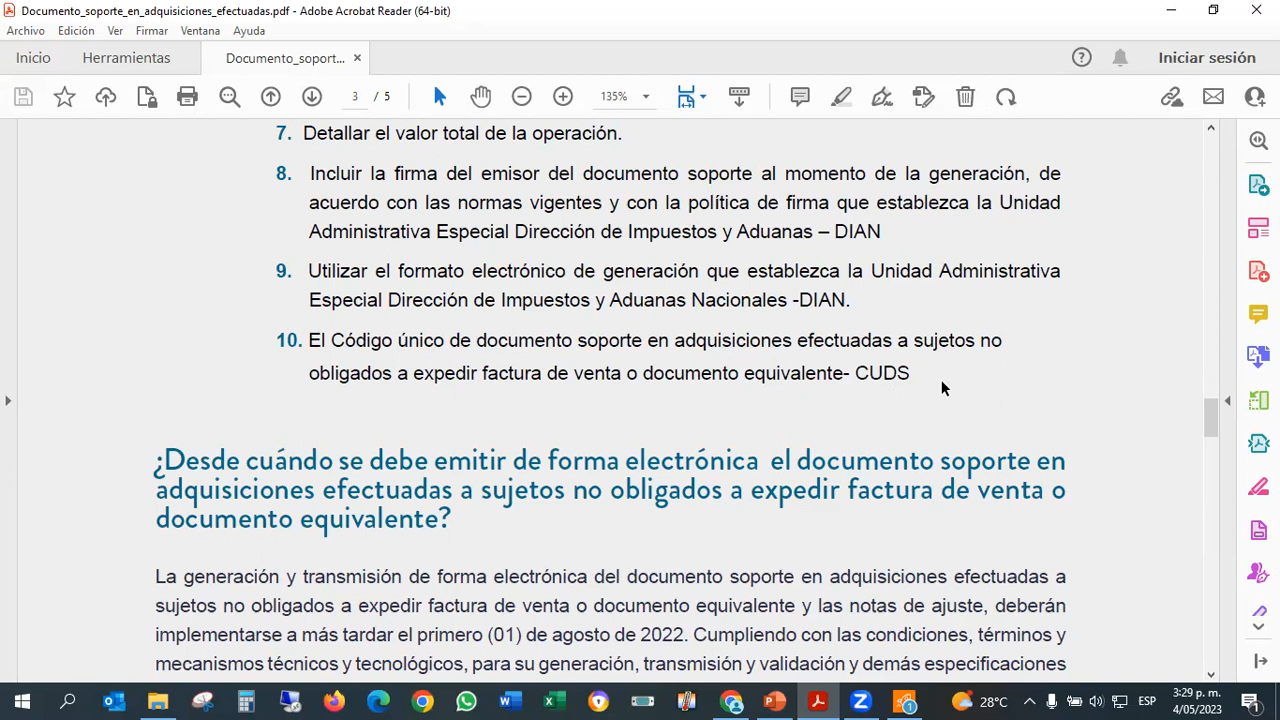 Documento_soporte_en_adquisiciones_efectuadas.pdf - Adobe Acrobat Reader (64-bit)
Archivo Edición Ver Firmar Ventana Ayuda
Inicio Herramientas Documento_soport... Iniciar sesión
3 / 5 135%
7. Detallar el valor total de la operación.
8. Incluir la firma del emisor del documento soporte al momento de la generación, de
acuerdo con las normas vigentes y con la política de firma que establezca la Unidad
Administrativa Especial Dirección de Impuestos y Aduanas – DIAN
9. Utilizar el formato electrónico de generación que establezca la Unidad Administrativa
Especial Dirección de Impuestos y Aduanas Nacionales -DIAN.
10. El Código único de documento soporte en adquisiciones efectuadas a sujetos no
obligados a expedir factura de venta o documento equivalente- CUDS
¿Desde cuándo se debe emitir de forma electrónica el documento soporte en
adquisiciones efectuadas a sujetos no obligados a expedir factura de venta o
documento equivalente?
La generación y transmisión de forma electrónica del documento soporte en adquisiciones efectuadas a
sujetos no obligados a expedir factura de venta o documento equivalente y las notas de ajuste, deberán
implementarse a más tardar el primero (01) de agosto de 2022. Cumpliendo con las condiciones, términos y
mecanismos técnicos y tecnológicos, para su generación, transmisión y validación y demás especificaciones
28°C ESP 3:29 p. m.
4/05/2023